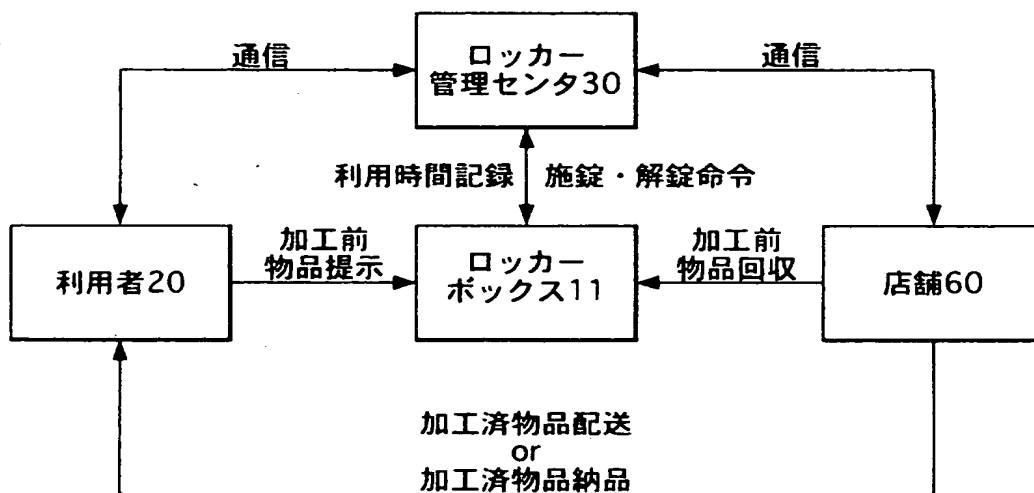 通信
ロッカー
管理センタ30
通信
利用時間記録
施錠・解錠命令
利用者20
加工前
物品提示
ロッカー
ボックス11
加工前
物品回収
店舗60
加工済物品配送
or
加工済物品納品